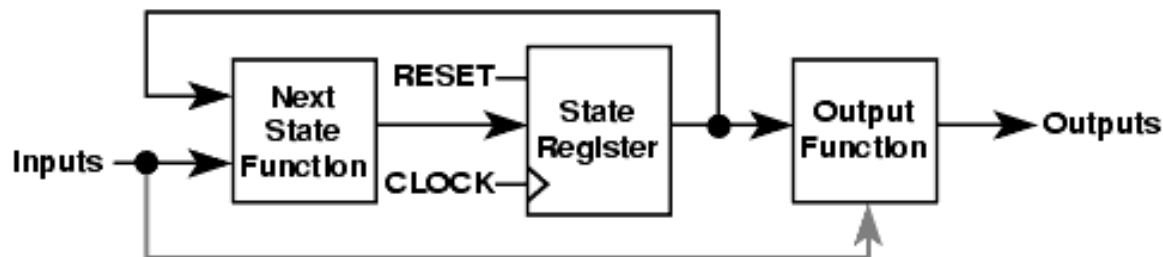 Inputs
Next
State
Function
RESET
CLOCK
State
Register
Output
Function
Outputs